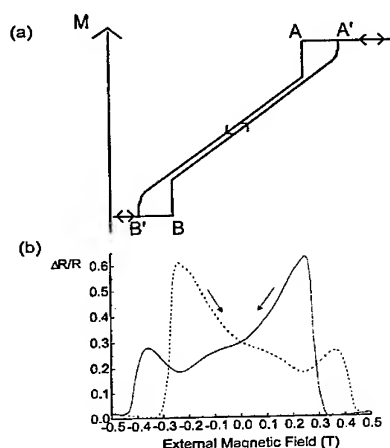 (a)
M
A A'
B' B
(b)
ΔR/R
0.6
0.5
0.4
0.3
0.2
0.1
0.0
-0.5 -0.4 -0.3 -0.2 -0.1 0.0 0.1 0.2 0.3 0.4 0.5
External Magnetic Field (T)